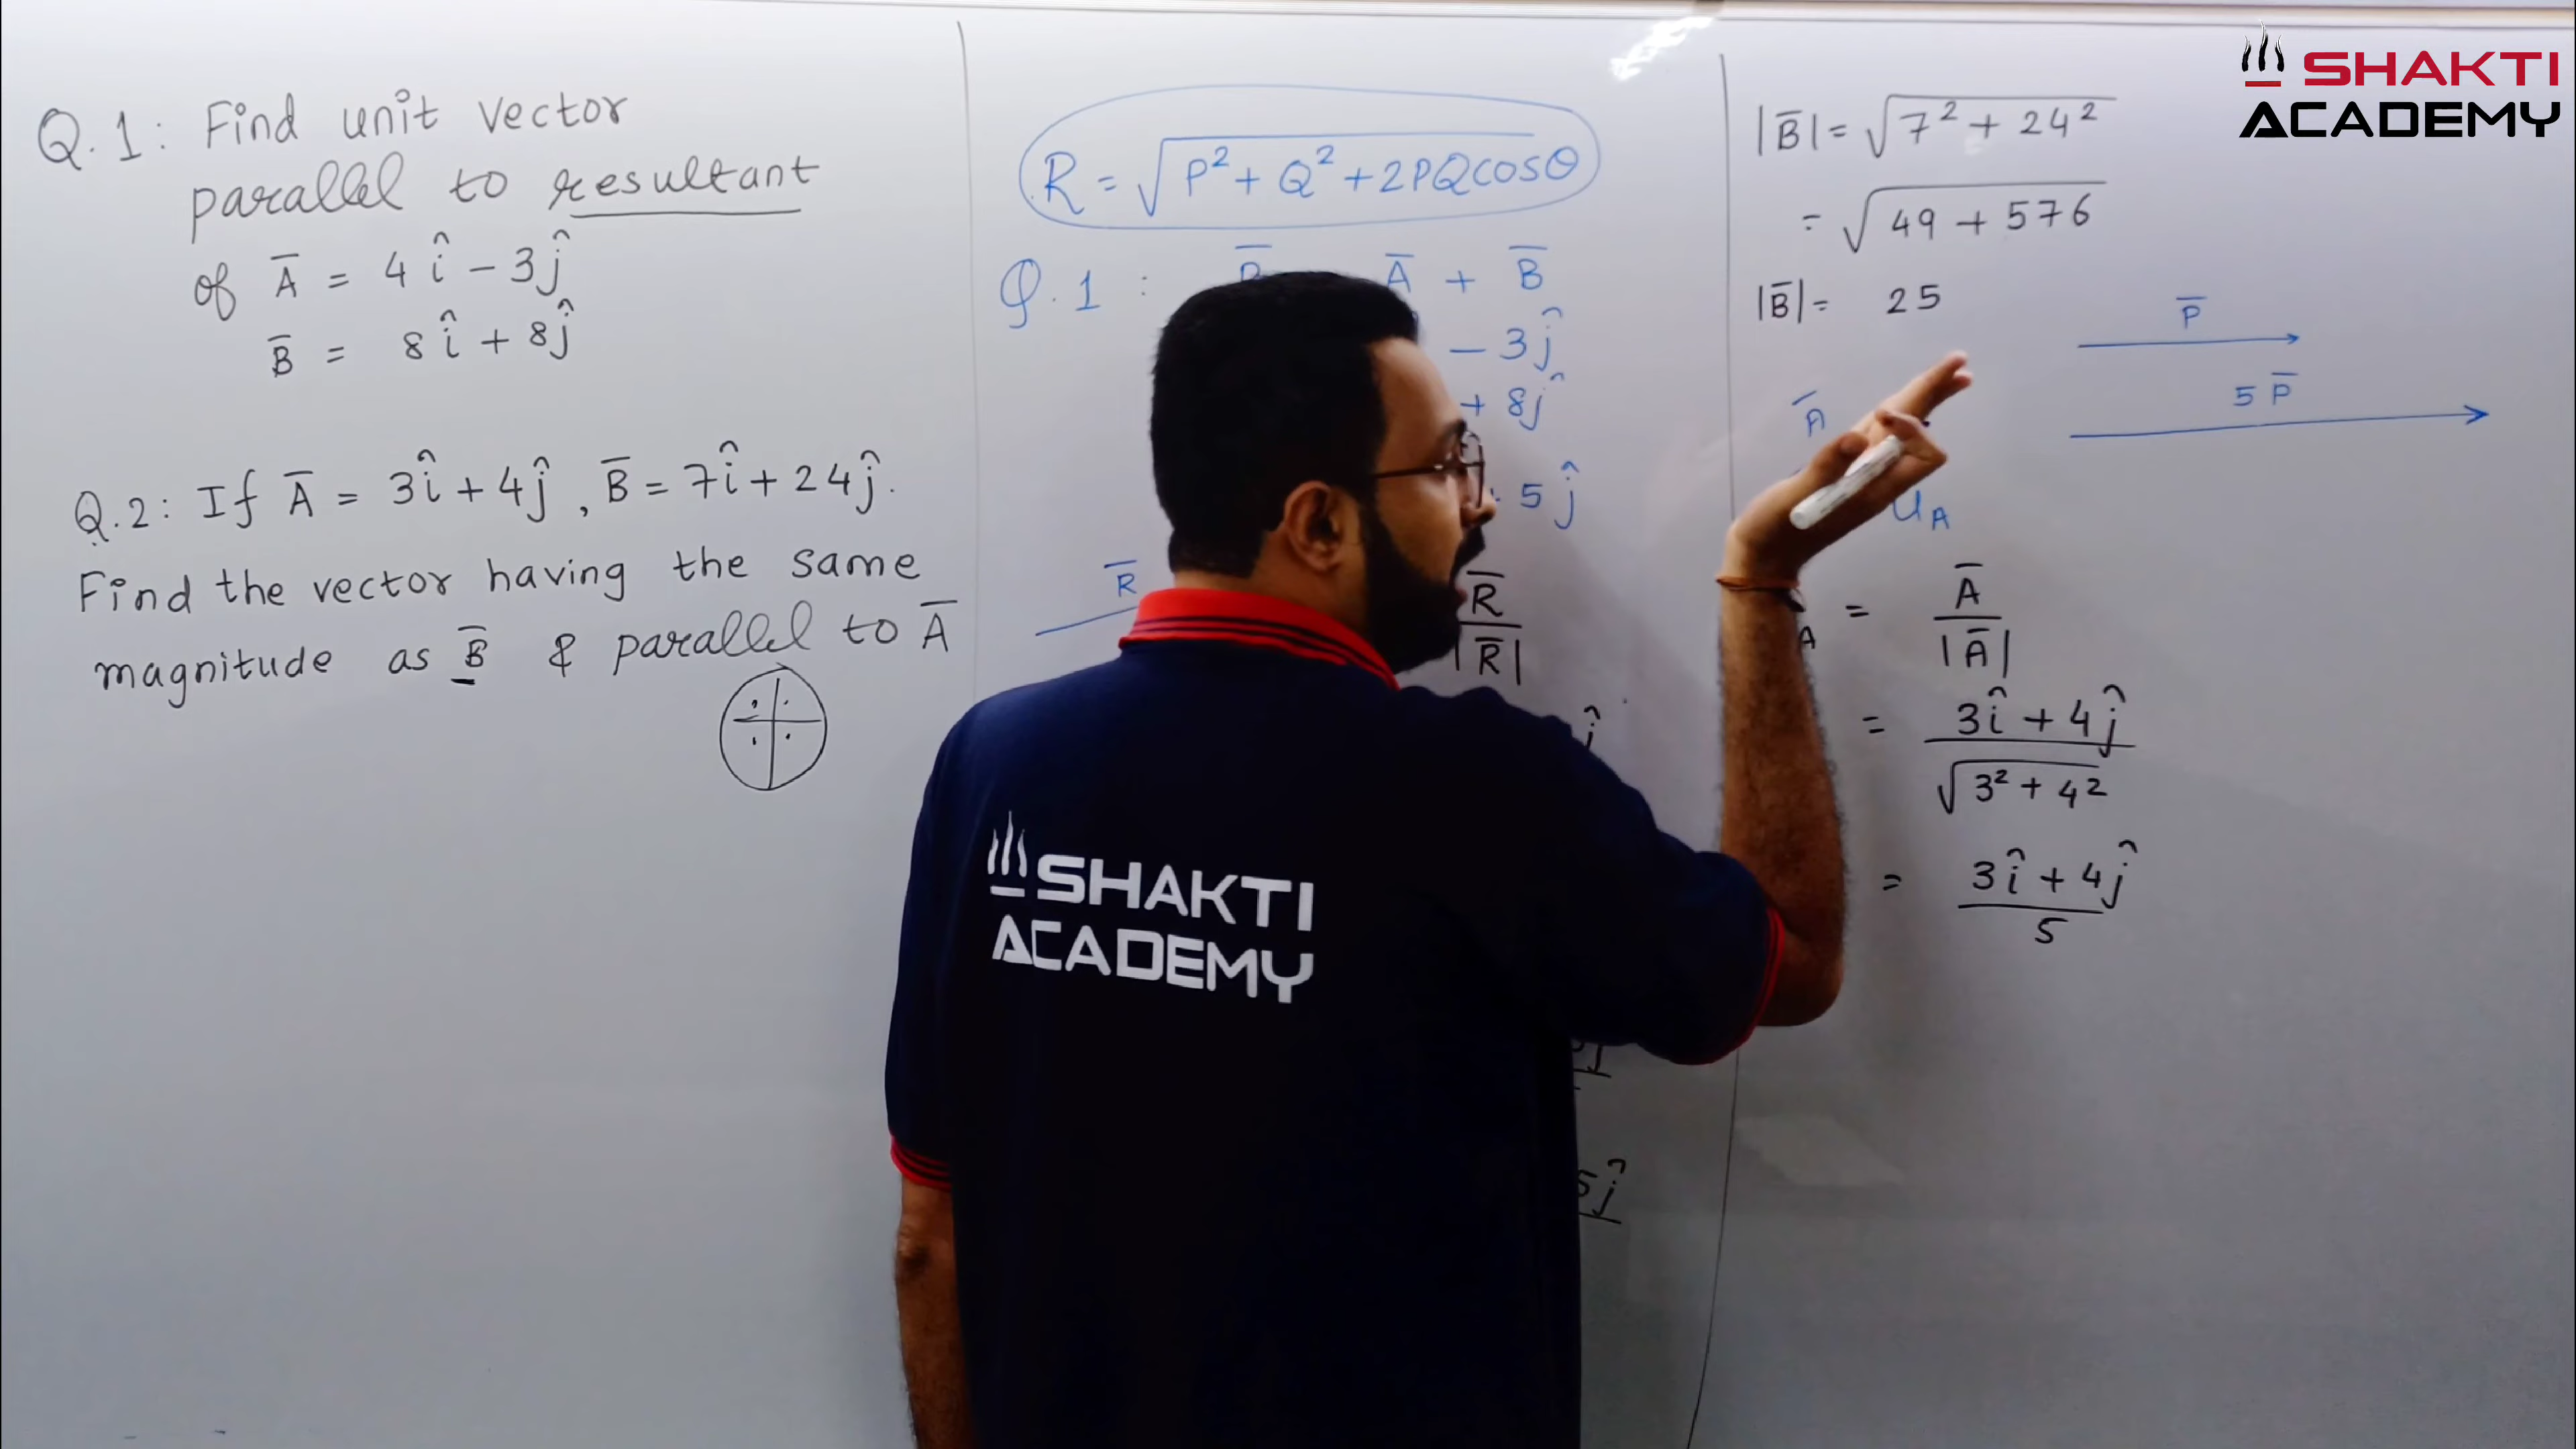 Q.1: Find unit vector
parallel to resultant
of A̅ = 4î - 3ĵ
B̅ = 8î + 8ĵ
Q.2: If A̅ = 3î + 4ĵ, B̅ = 7î + 24ĵ.
Find the vector having the same
magnitude as B̅ & parallel to A̅
R = √P² + Q² + 2PQcosθ
Q.1 : A̅ + B̅
- 3ĵ
+ 8ĵ
5ĵ
R̅
R̅
|R̅|
ĵ
5ĵ
|B̅| = √7² + 24²
= √49 + 576
|B̅| = 25
P̅
5P̅
A̅
u_A
A = A̅
|A̅|
= 3î + 4ĵ
√3² + 4²
= 3î + 4ĵ
5
SHAKTI
ACADEMY
SHAKTI
ACADEMY